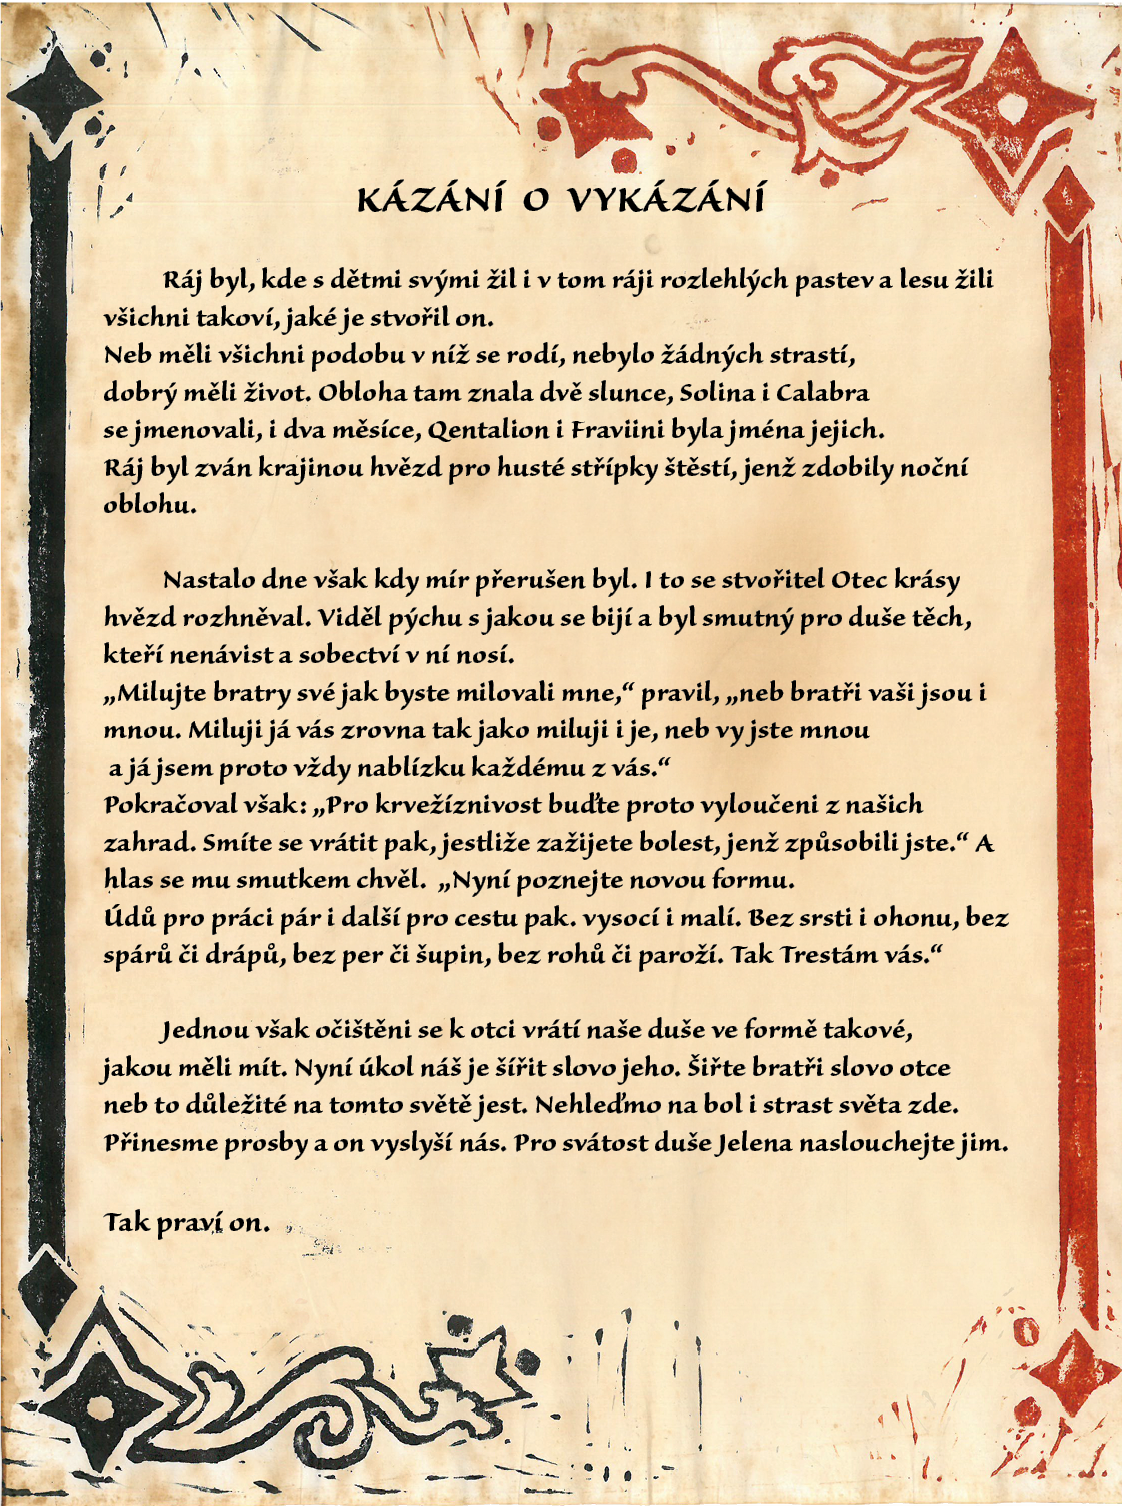 KÁZÁNÍ O VYKÁZÁNÍ
Ráj byl, kde s dětmi svými žil i v tom ráji rozlehlých pastev a lesu žili
všichni takoví, jaké je stvořil on.
Neb měli všichni podobu v níž se rodí, nebylo žádných strastí,
dobrý měli život. Obloha tam znala dvě slunce, Solina i Calabra
se jmenovali, i dva měsíce, Qentalion i Fraviini byla jména jejich.
Ráj byl zván krajinou hvězd pro husté střípky štěstí, jenž zdobily noční
oblohu.
Nastalo dne však kdy mír přerušen byl. I to se stvořitel Otec krásy
hvězd rozhněval. Viděl pýchu s jakou se bijí a byl smutný pro duše těch,
kteří nenávist a sobectví v ní nosí.
„Milujte bratry své jak byste milovali mne,“ pravil, „neb bratři vaši jsou i
mnou. Miluji já vás zrovna tak jako miluji i je, neb vy jste mnou
a já jsem proto vždy nablízku každému z vás.“
Pokračoval však: „Pro krvežíznivost buďte proto vyloučeni z našich
zahrad. Smíte se vrátit pak, jestliže zažijete bolest, jenž způsobili jste.“ A
hlas se mu smutkem chvěl. „Nyní poznejte novou formu.
Údů pro práci pár i další pro cestu pak. vysocí i malí. Bez srsti i ohonu, bez
spárů či drápů, bez per či šupin, bez rohů či paroží. Tak Trestám vás.“
Jednou však očištěni se k otci vrátí naše duše ve formě takové,
jakou měli mít. Nyní úkol náš je šířit slovo jeho. Šiřte bratři slovo otce
neb to důležité na tomto světě jest. Nehleďmo na bol i strast světa zde.
Přinesme prosby a on vyslyší nás. Pro svátost duše Jelena naslouchejte jim.
Tak praví on.